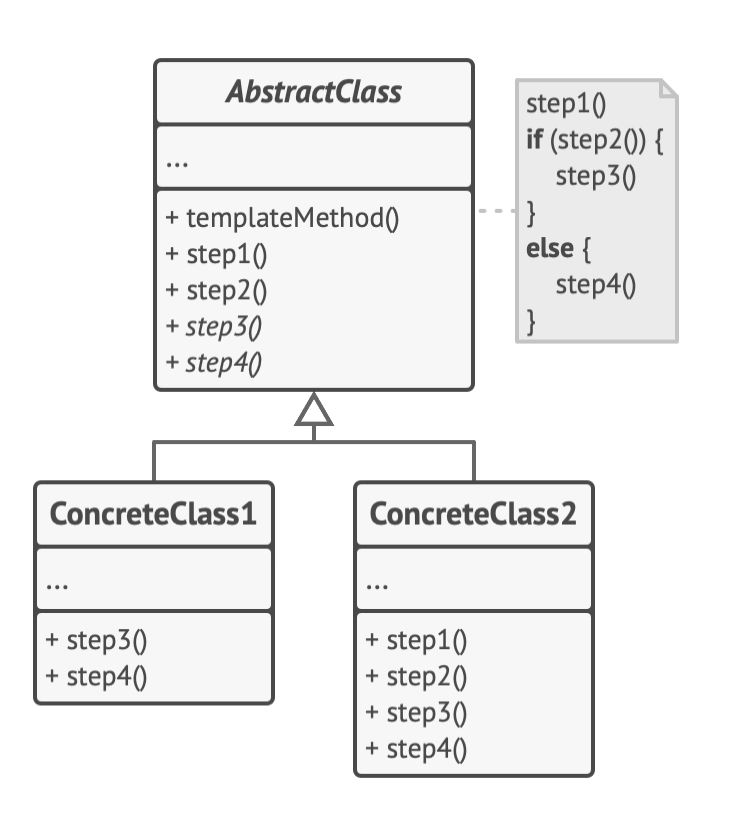 AbstractClass
...
+ templateMethod()
+ step1()
+ step2()
+ step3()
+ step4()
step1()
if (step2()) {
step3()
}
else {
step4()
}
ConcreteClass1
...
+ step3()
+ step4()
ConcreteClass2
...
+ step1()
+ step2()
+ step3()
+ step4()